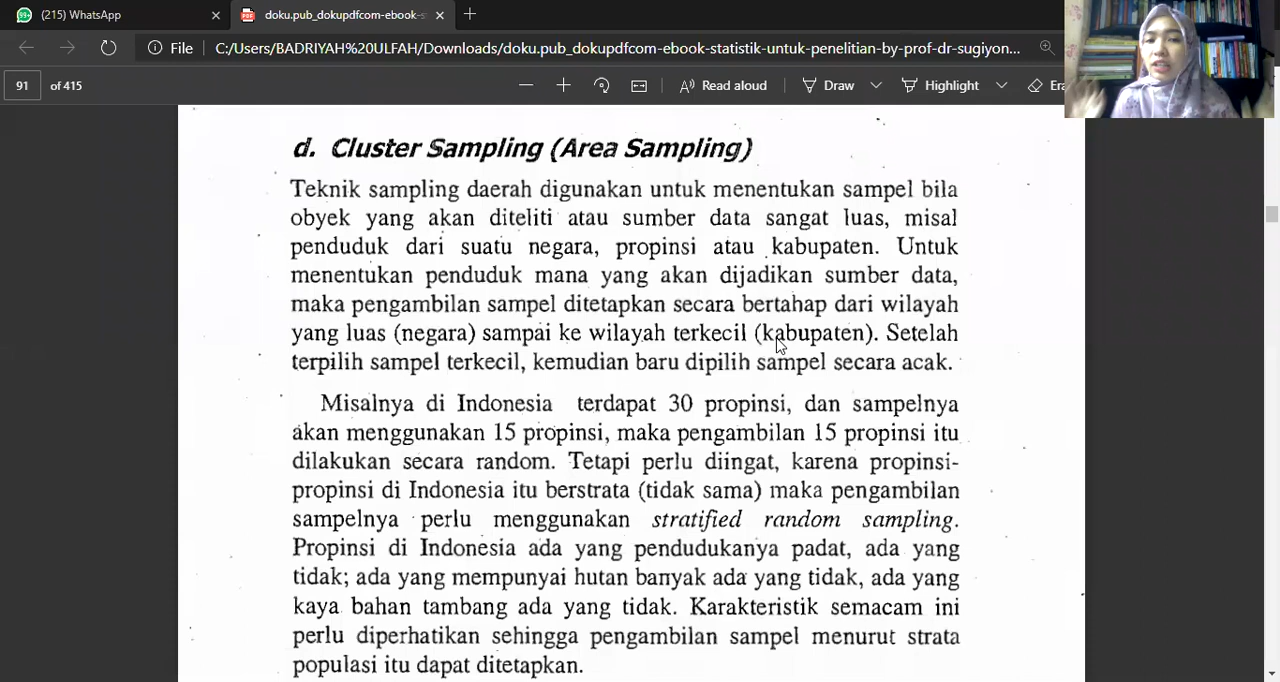 99+
(215) WhatsApp
doku.pub_dokupdfcom-ebook-s
File
C:/Users/BADRIYAH%20ULFAH/Downloads/doku.pub_dokupdfcom-ebook-statistik-untuk-penelitian-by-prof-dr-sugiyon...
91 of 415
Read aloud
Draw
Highlight
Era
d. Cluster Sampling (Area Sampling)
Teknik sampling daerah digunakan untuk menentukan sampel bila
obyek yang akan diteliti atau sumber data sangat luas, misal
penduduk dari suatu negara, propinsi atau kabupaten. Untuk
menentukan penduduk mana yang akan dijadikan sumber data,
maka pengambilan sampel ditetapkan secara bertahap dari wilayah
yang luas (negara) sampai ke wilayah terkecil (kabupaten). Setelah
terpilih sampel terkecil, kemudian baru dipilih sampel secara acak.
Misalnya di Indonesia terdapat 30 propinsi, dan sampelnya
akan menggunakan 15 propinsi, maka pengambilan 15 propinsi itu
dilakukan secara random. Tetapi perlu diingat, karena propinsi-
propinsi di Indonesia itu berstrata (tidak sama) maka pengambilan
sampelnya perlu menggunakan stratified random sampling.
Propinsi di Indonesia ada yang pendudukanya padat, ada yang
tidak; ada yang mempunyai hutan banyak ada yang tidak, ada yang
kaya bahan tambang ada yang tidak. Karakteristik semacam ini
perlu diperhatikan sehingga pengambilan sampel menurut strata
populasi itu dapat ditetapkan.